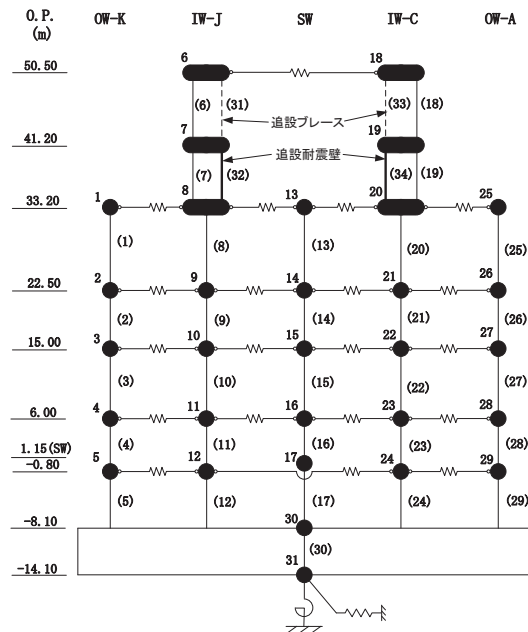 O.P.
(m)
OW-K IW-J SW IW-C OW-A
50.50
6 18
(6) (31) (33) (18)
追設ブレース
41.20
7 19
追設耐震壁
(7) (32) (34) (19)
33.20
1 8 13 20 25
(1) (8) (13) (20) (25)
22.50
2 9 14 21 26
(2) (9) (14) (21) (26)
15.00
3 10 15 22 27
(3) (10) (15) (22) (27)
6.00
4 11 16 23 28
(4) (11) (16) (23) (28)
1.15(SW)
-0.80
5 12 17 24 29
(5) (12) (17) (24) (29)
-8.10
30
(30)
-14.10
31